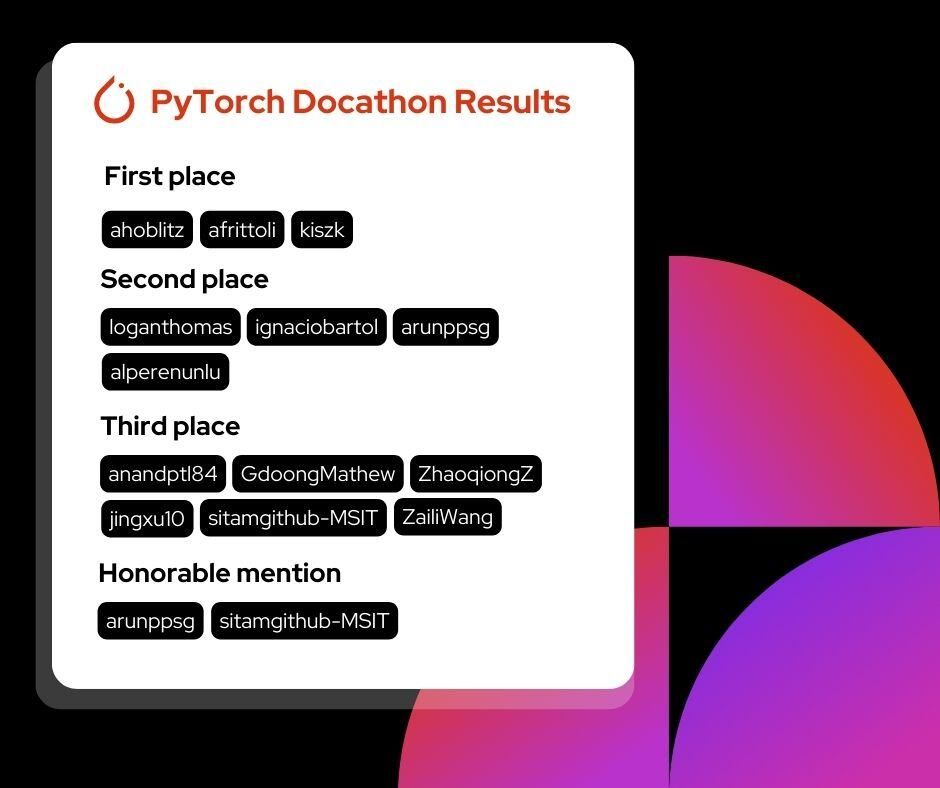 PyTorch Docathon Results
First place
ahoblitz afrittoli kiszk
Second place
loganthomas ignaciobartol arunppsg
alperenunlu
Third place
anandptl84 GdoongMathew ZhaoqiongZ
jingxu10 sitamgithub-MSIT ZailiWang
Honorable mention
arunppsg sitamgithub-MSIT